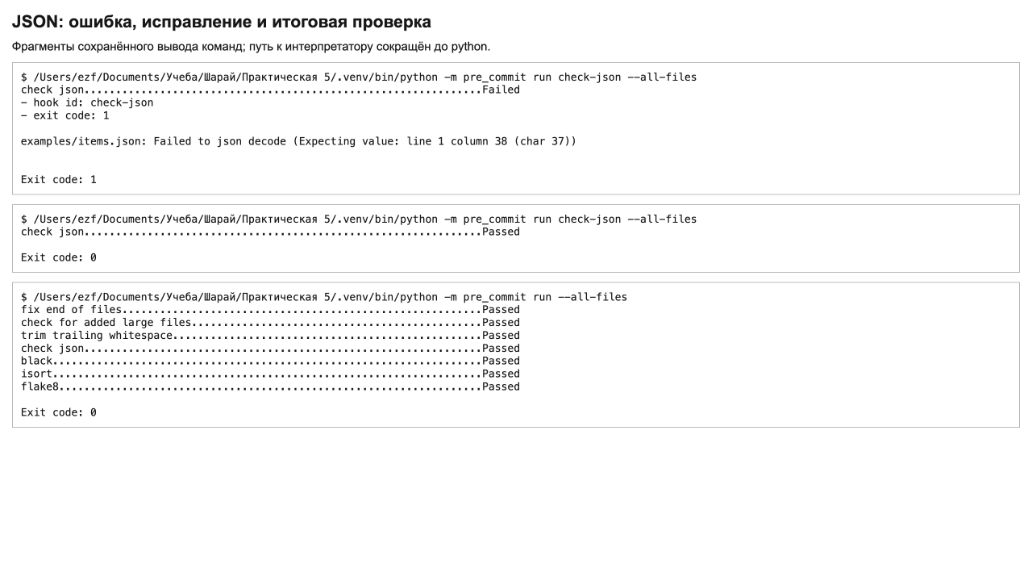 JSON: ошибка, исправление и итоговая проверка
Фрагменты сохранённого вывода команд; путь к интерпретатору сокращён до python.
$ /Users/ezf/Documents/Учеба/Шарай/Практическая 5/.venv/bin/python -m pre_commit run check-json --all-files
check json...............................................................Failed
- hook id: check-json
- exit code: 1
examples/items.json: Failed to json decode (Expecting value: line 1 column 38 (char 37))
Exit code: 1
$ /Users/ezf/Documents/Учеба/Шарай/Практическая 5/.venv/bin/python -m pre_commit run check-json --all-files
check json...............................................................Passed
Exit code: 0
$ /Users/ezf/Documents/Учеба/Шарай/Практическая 5/.venv/bin/python -m pre_commit run --all-files
fix end of files.........................................................Passed
check for added large files..............................................Passed
trim trailing whitespace.................................................Passed
check json...............................................................Passed
black....................................................................Passed
isort....................................................................Passed
flake8...................................................................Passed
Exit code: 0